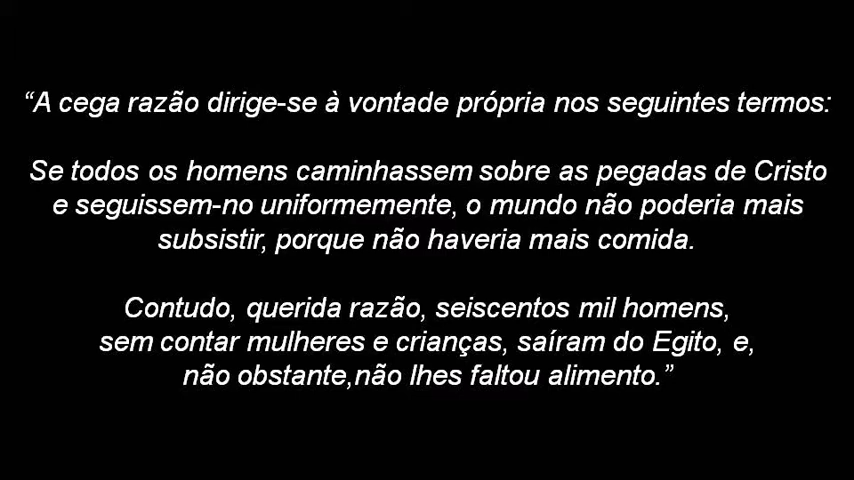 “A cega razão dirige-se à vontade própria nos seguintes termos:
Se todos os homens caminhassem sobre as pegadas de Cristo
e seguissem-no uniformemente, o mundo não poderia mais
subsistir, porque não haveria mais comida.
Contudo, querida razão, seiscentos mil homens,
sem contar mulheres e crianças, saíram do Egito, e,
não obstante,não lhes faltou alimento.”